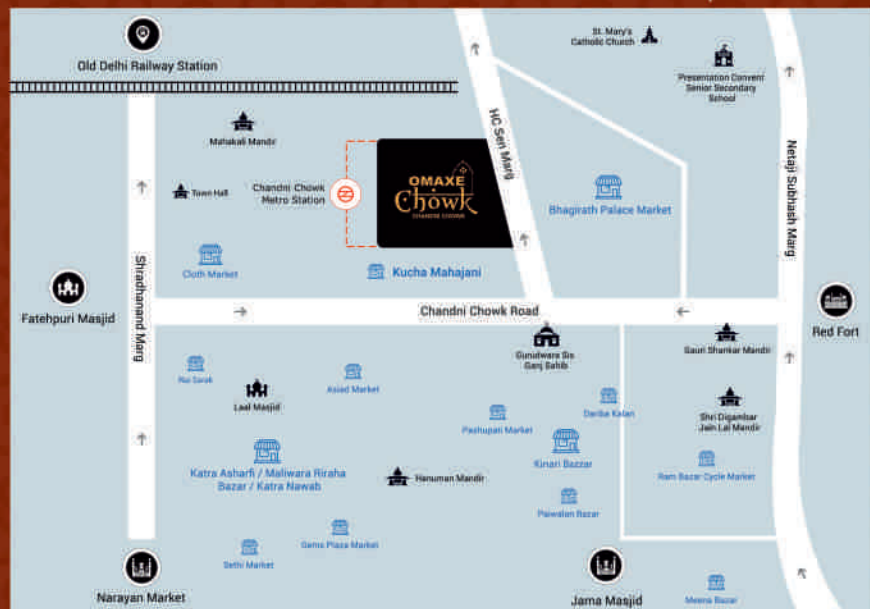 St. Mary's
Catholic Church
Old Delhi Railway Station
Presentation Convent
Senior Secondary
School
HC Sen Marg
Mahakali Mandir
Netaji Subhash Marg
OMAXE
Chowk
CHANDNI CHOWK
Chandni Chowk
Metro Station
Town Hall
Bhagirath Palace Market
Shradhanand Marg
Cloth Market
Kucha Mahajani
Fatehpuri Masjid
Chandni Chowk Road
Red Fort
Gurudwara Sis
Ganj Sahib
Gauri Shankar Mandir
Nai Sarak
Asiad Market
Laal Masjid
Dariba Kalan
Pashupati Market
Shri Digambar
Jain Lal Mandir
Kinari Bazzar
Katra Asharfi / Maliwara Riraha
Bazar / Katra Nawab
Hanuman Mandir
Ram Bazar Cycle Market
Paiwalan Bazar
Gems Plaza Market
Sethi Market
Narayan Market
Jama Masjid
Meena Bazar